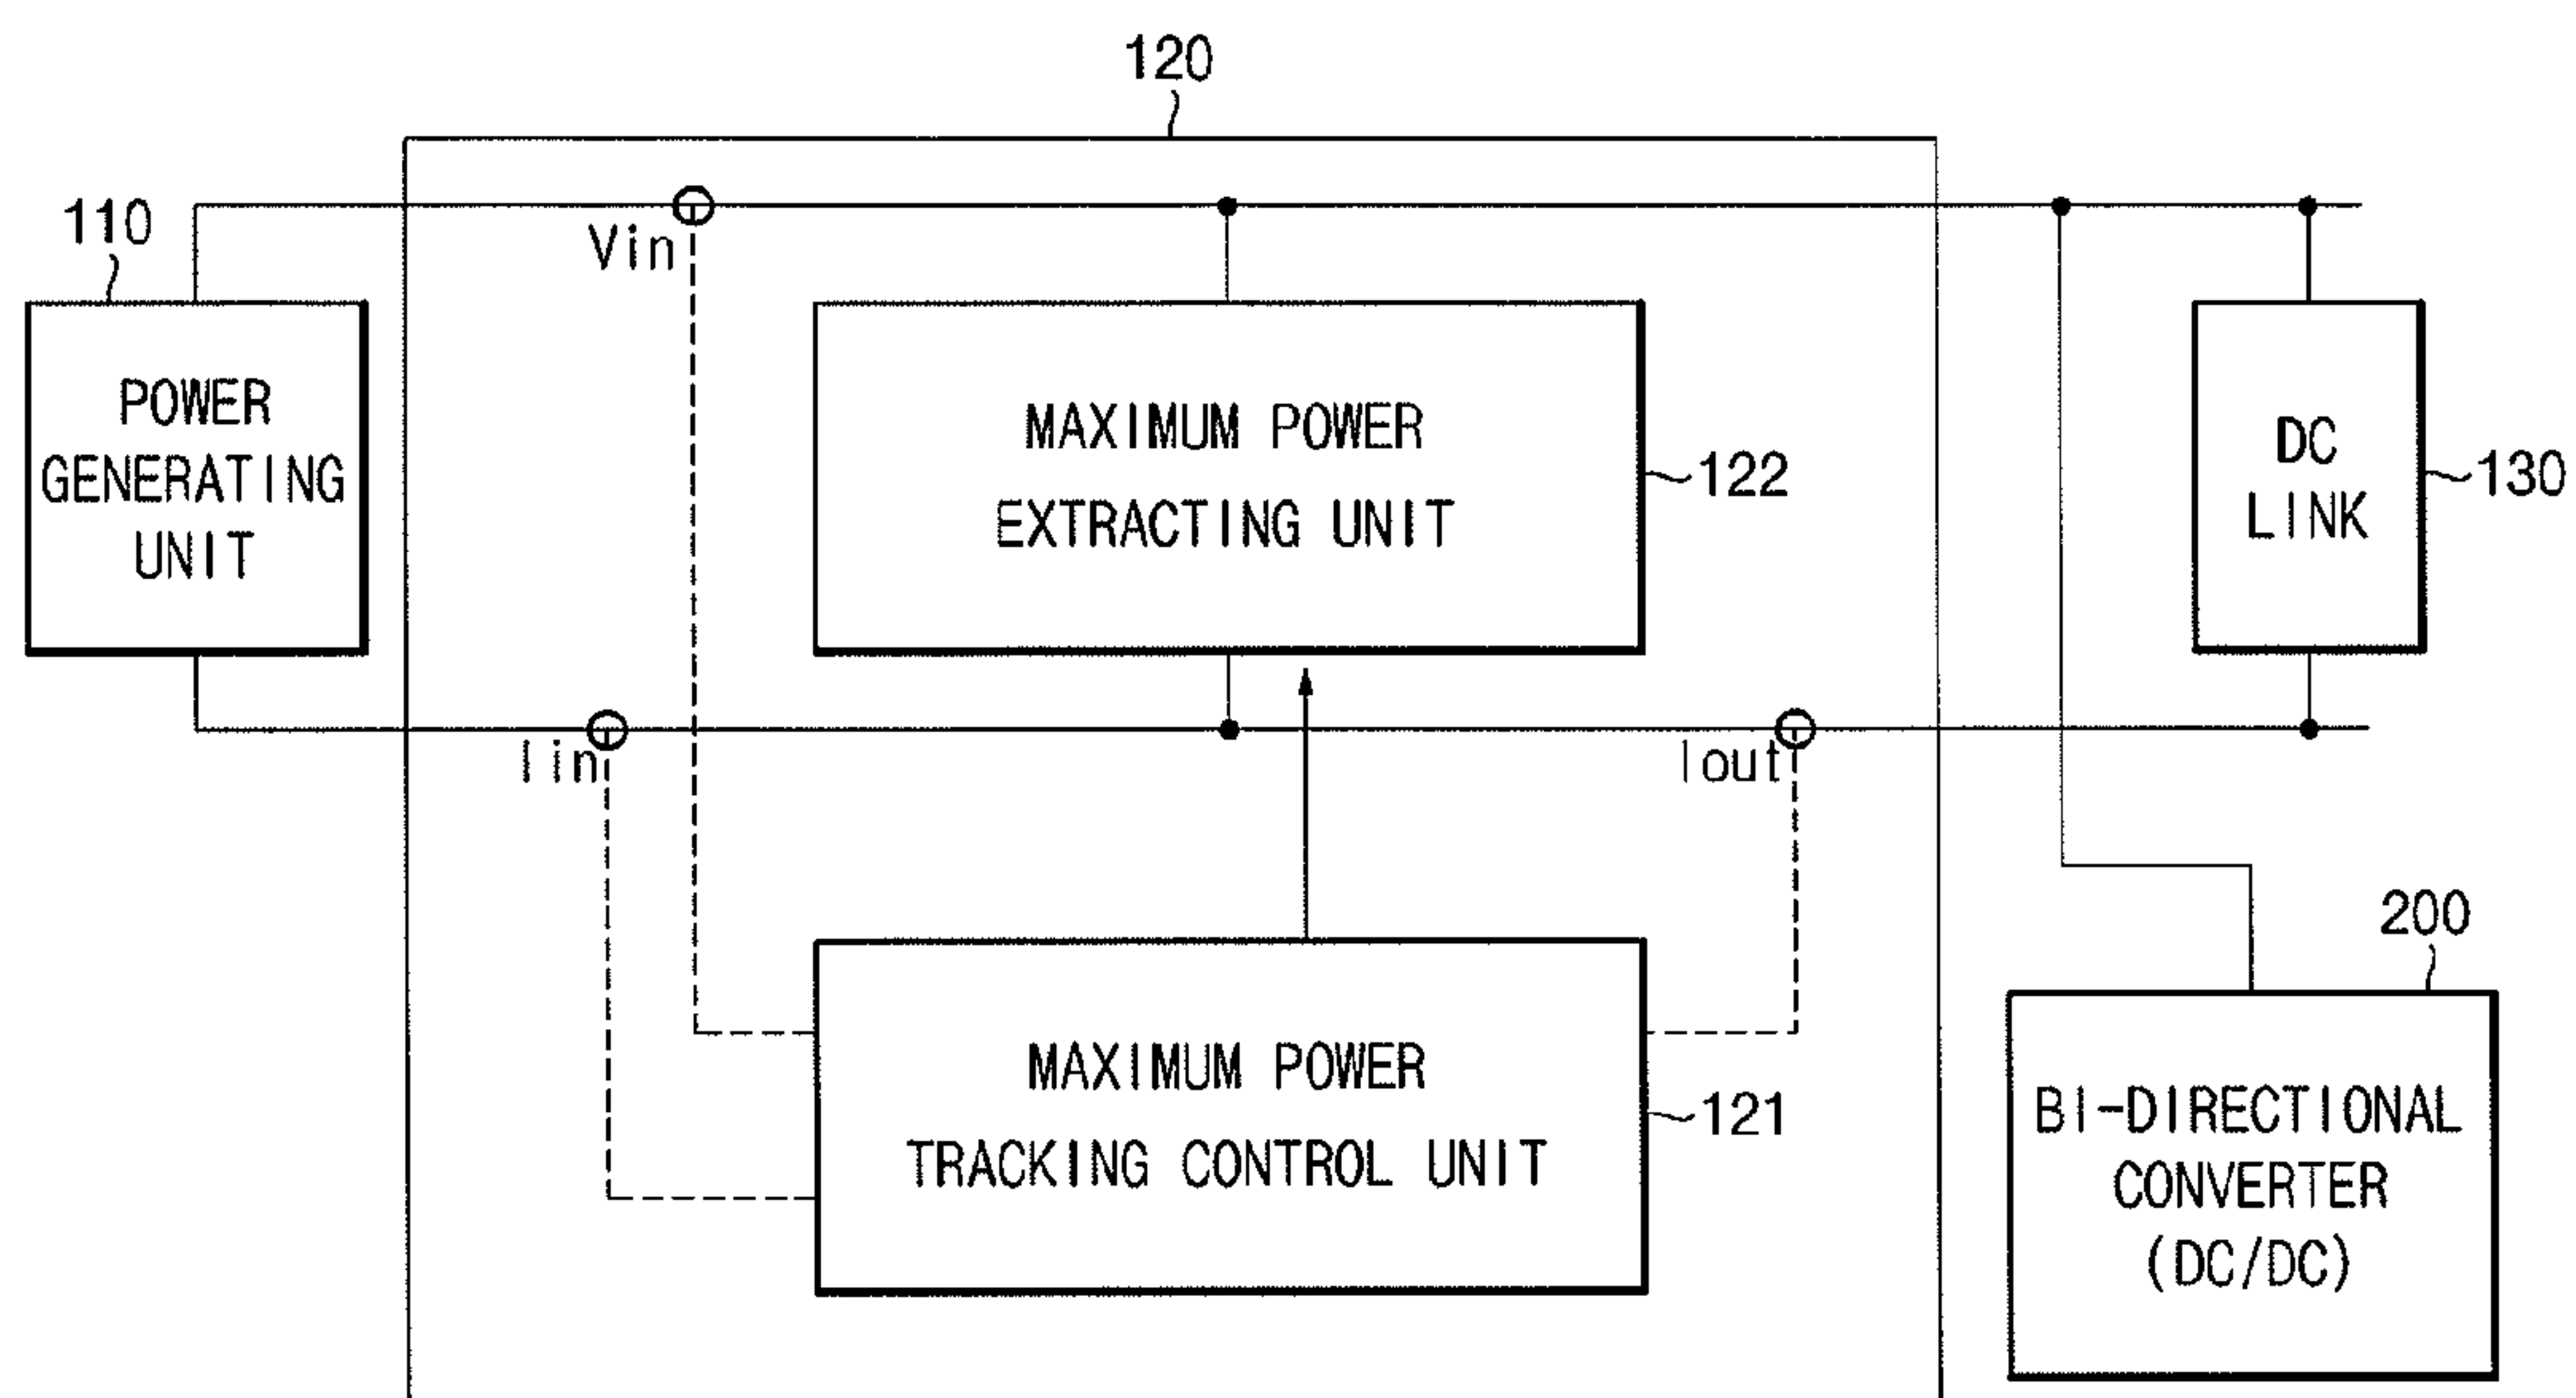 120
110
Vin
POWER
GENERATING
UNIT
MAXIMUM POWER
EXTRACTING UNIT
122
DC
LINK
130
Iin
Iout
200
MAXIMUM POWER
TRACKING CONTROL UNIT
121
BI-DIRECTIONAL
CONVERTER
(DC/DC)